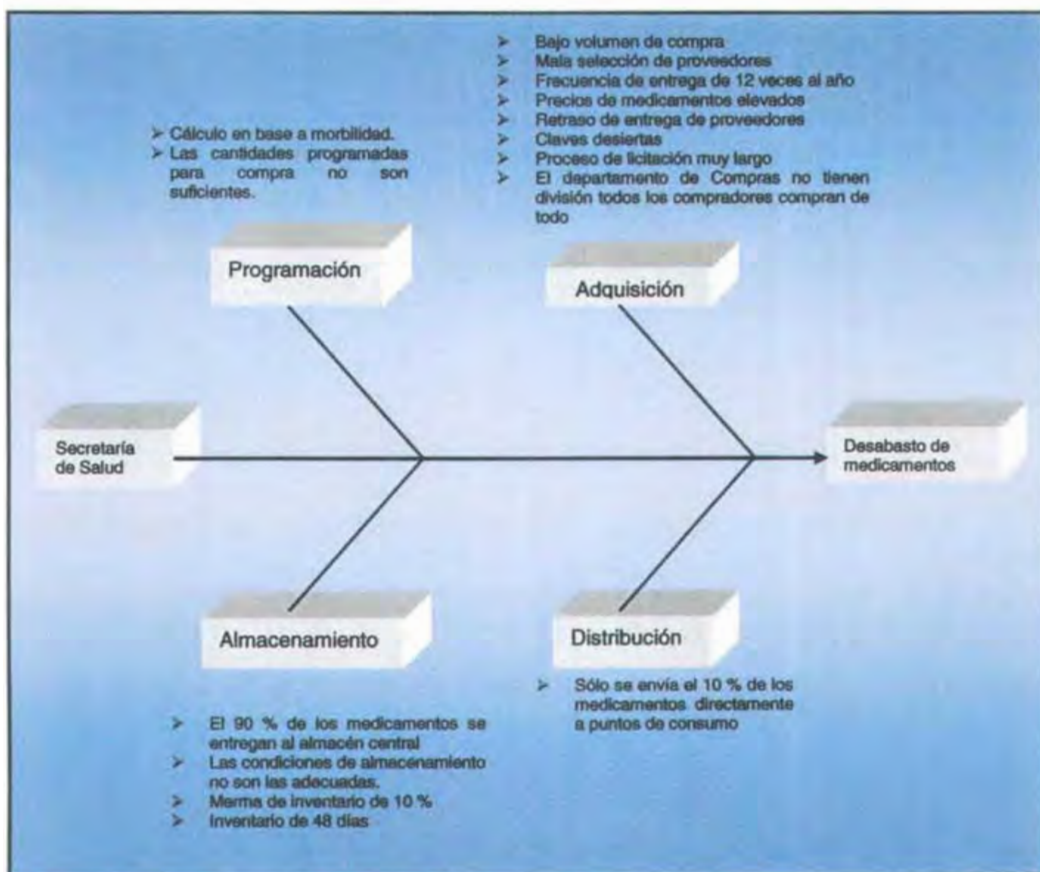 ➤ Bajo volumen de compra
➤ Mala selección de proveedores
➤ Frecuencia de entrega de 12 veces al año
➤ Precios de medicamentos elevados
➤ Retraso de entrega de proveedores
➤ Claves desiertas
➤ Proceso de licitación muy largo
➤ El departamento de Compras no tienen
división todos los compradores compran de
todo
➤ Cálculo en base a morbilidad.
➤ Las cantidades programadas
para compra no son
suficientes.
Programación
Adquisición
Secretaría
de Salud
Desabasto de
medicamentos
Almacenamiento
Distribución
➤ El 90 % de los medicamentos se
entregan al almacén central
➤ Las condiciones de almacenamiento
no son las adecuadas.
➤ Merma de inventario de 10 %
➤ Inventario de 48 días
➤ Sólo se envía el 10 % de los
medicamentos directamente
a puntos de consumo